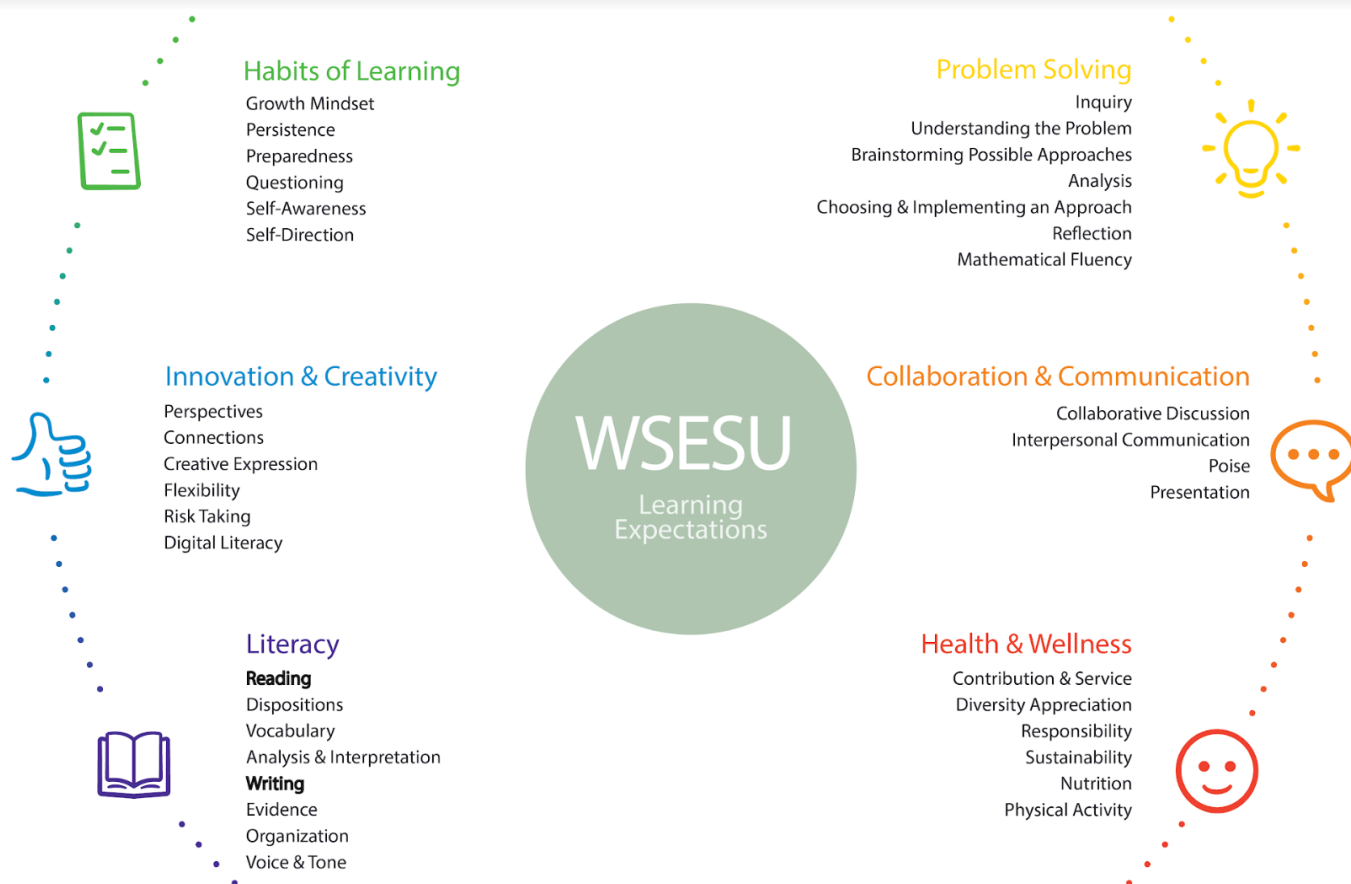 Habits of Learning
Growth Mindset
Persistence
Preparedness
Questioning
Self-Awareness
Self-Direction
Innovation & Creativity
Perspectives
Connections
Creative Expression
Flexibility
Risk Taking
Digital Literacy
Literacy
Reading
Dispositions
Vocabulary
Analysis & Interpretation
Writing
Evidence
Organization
Voice & Tone
WSESU
Learning
Expectations
Problem Solving
Inquiry
Understanding the Problem
Brainstorming Possible Approaches
Analysis
Choosing & Implementing an Approach
Reflection
Mathematical Fluency
Collaboration & Communication
Collaborative Discussion
Interpersonal Communication
Poise
Presentation
Health & Wellness
Contribution & Service
Diversity Appreciation
Responsibility
Sustainability
Nutrition
Physical Activity